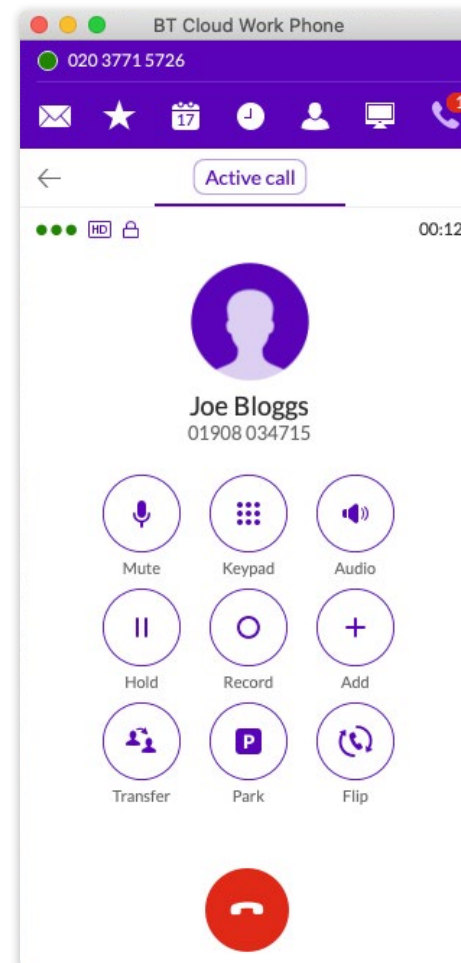 BT Cloud Work Phone
020 3771 5726
17
1
Active call
HD
00:12
Joe Bloggs
01908 034715
Mute Keypad Audio
Hold Record Add
P
Transfer Park Flip